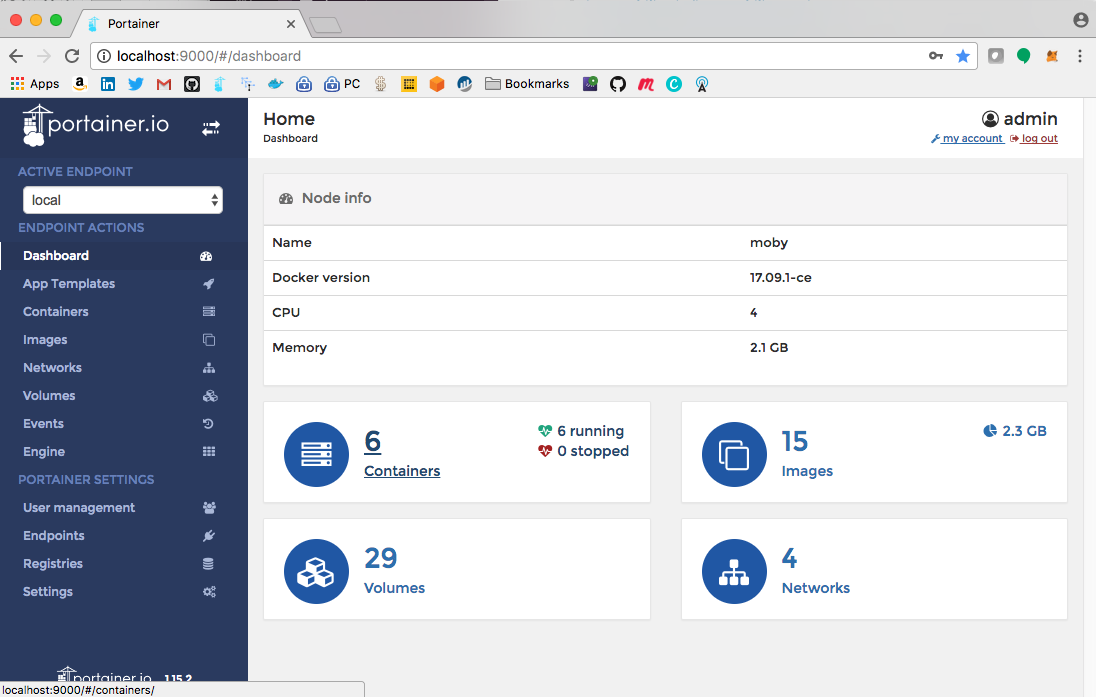 Portainer
localhost:9000/#/dashboard
Apps
PC
Bookmarks
portainer.io
Home
admin
Dashboard
my account
log out
ACTIVE ENDPOINT
local
ENDPOINT ACTIONS
Dashboard
App Templates
Containers
Images
Networks
Volumes
Events
Engine
PORTAINER SETTINGS
User management
Endpoints
Registries
Settings
portainer.io 1.15.2
localhost:9000/#/containers/
Node info
Name moby
Docker version 17.09.1-ce
CPU 4
Memory 2.1 GB
6
Containers
6 running
0 stopped
15
Images
2.3 GB
29
Volumes
4
Networks